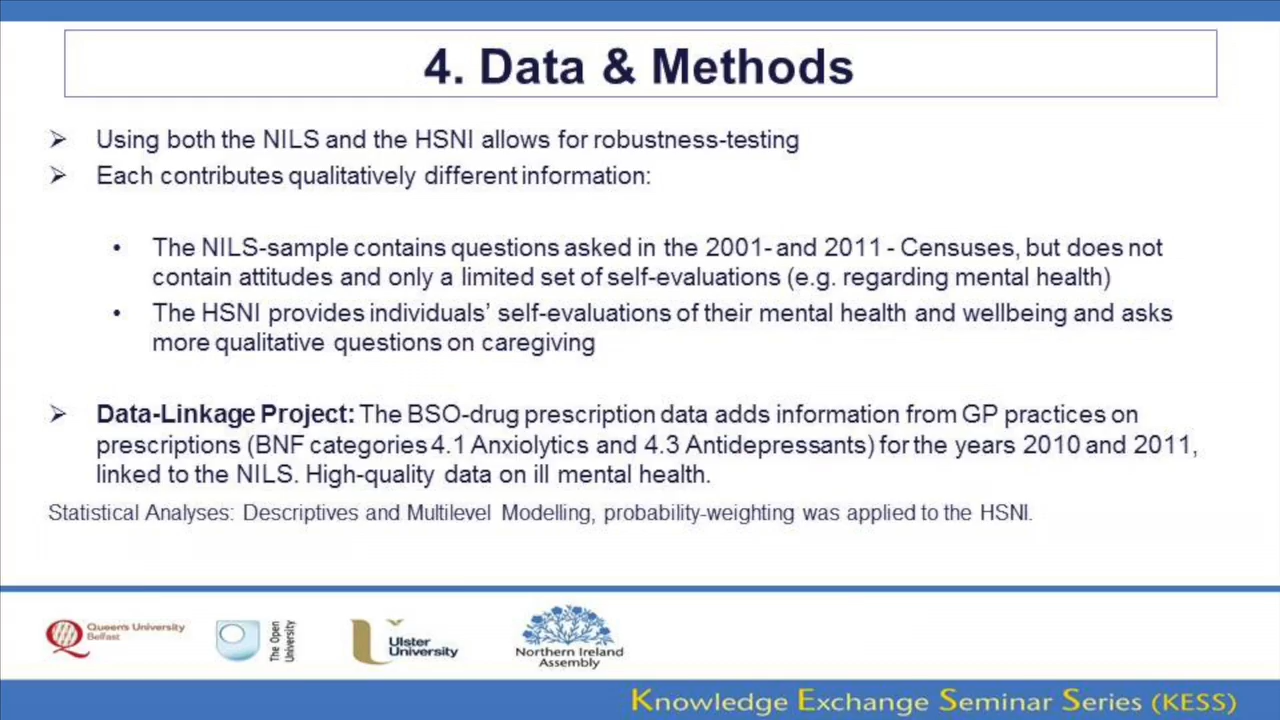 4. Data & Methods
Using both the NILS and the HSNI allows for robustness-testing
Each contributes qualitatively different information:
The NILS-sample contains questions asked in the 2001- and 2011 - Censuses, but does not
contain attitudes and only a limited set of self-evaluations (e.g. regarding mental health)
The HSNI provides individuals’ self-evaluations of their mental health and wellbeing and asks
more qualitative questions on caregiving
Data-Linkage Project: The BSO-drug prescription data adds information from GP practices on
prescriptions (BNF categories 4.1 Anxiolytics and 4.3 Antidepressants) for the years 2010 and 2011,
linked to the NILS. High-quality data on ill mental health.
Statistical Analyses: Descriptives and Multilevel Modelling, probability-weighting was applied to the HSNI.
Queen's University
Belfast
The Open
University
Ulster
University
Northern Ireland
Assembly
Knowledge Exchange Seminar Series (KESS)